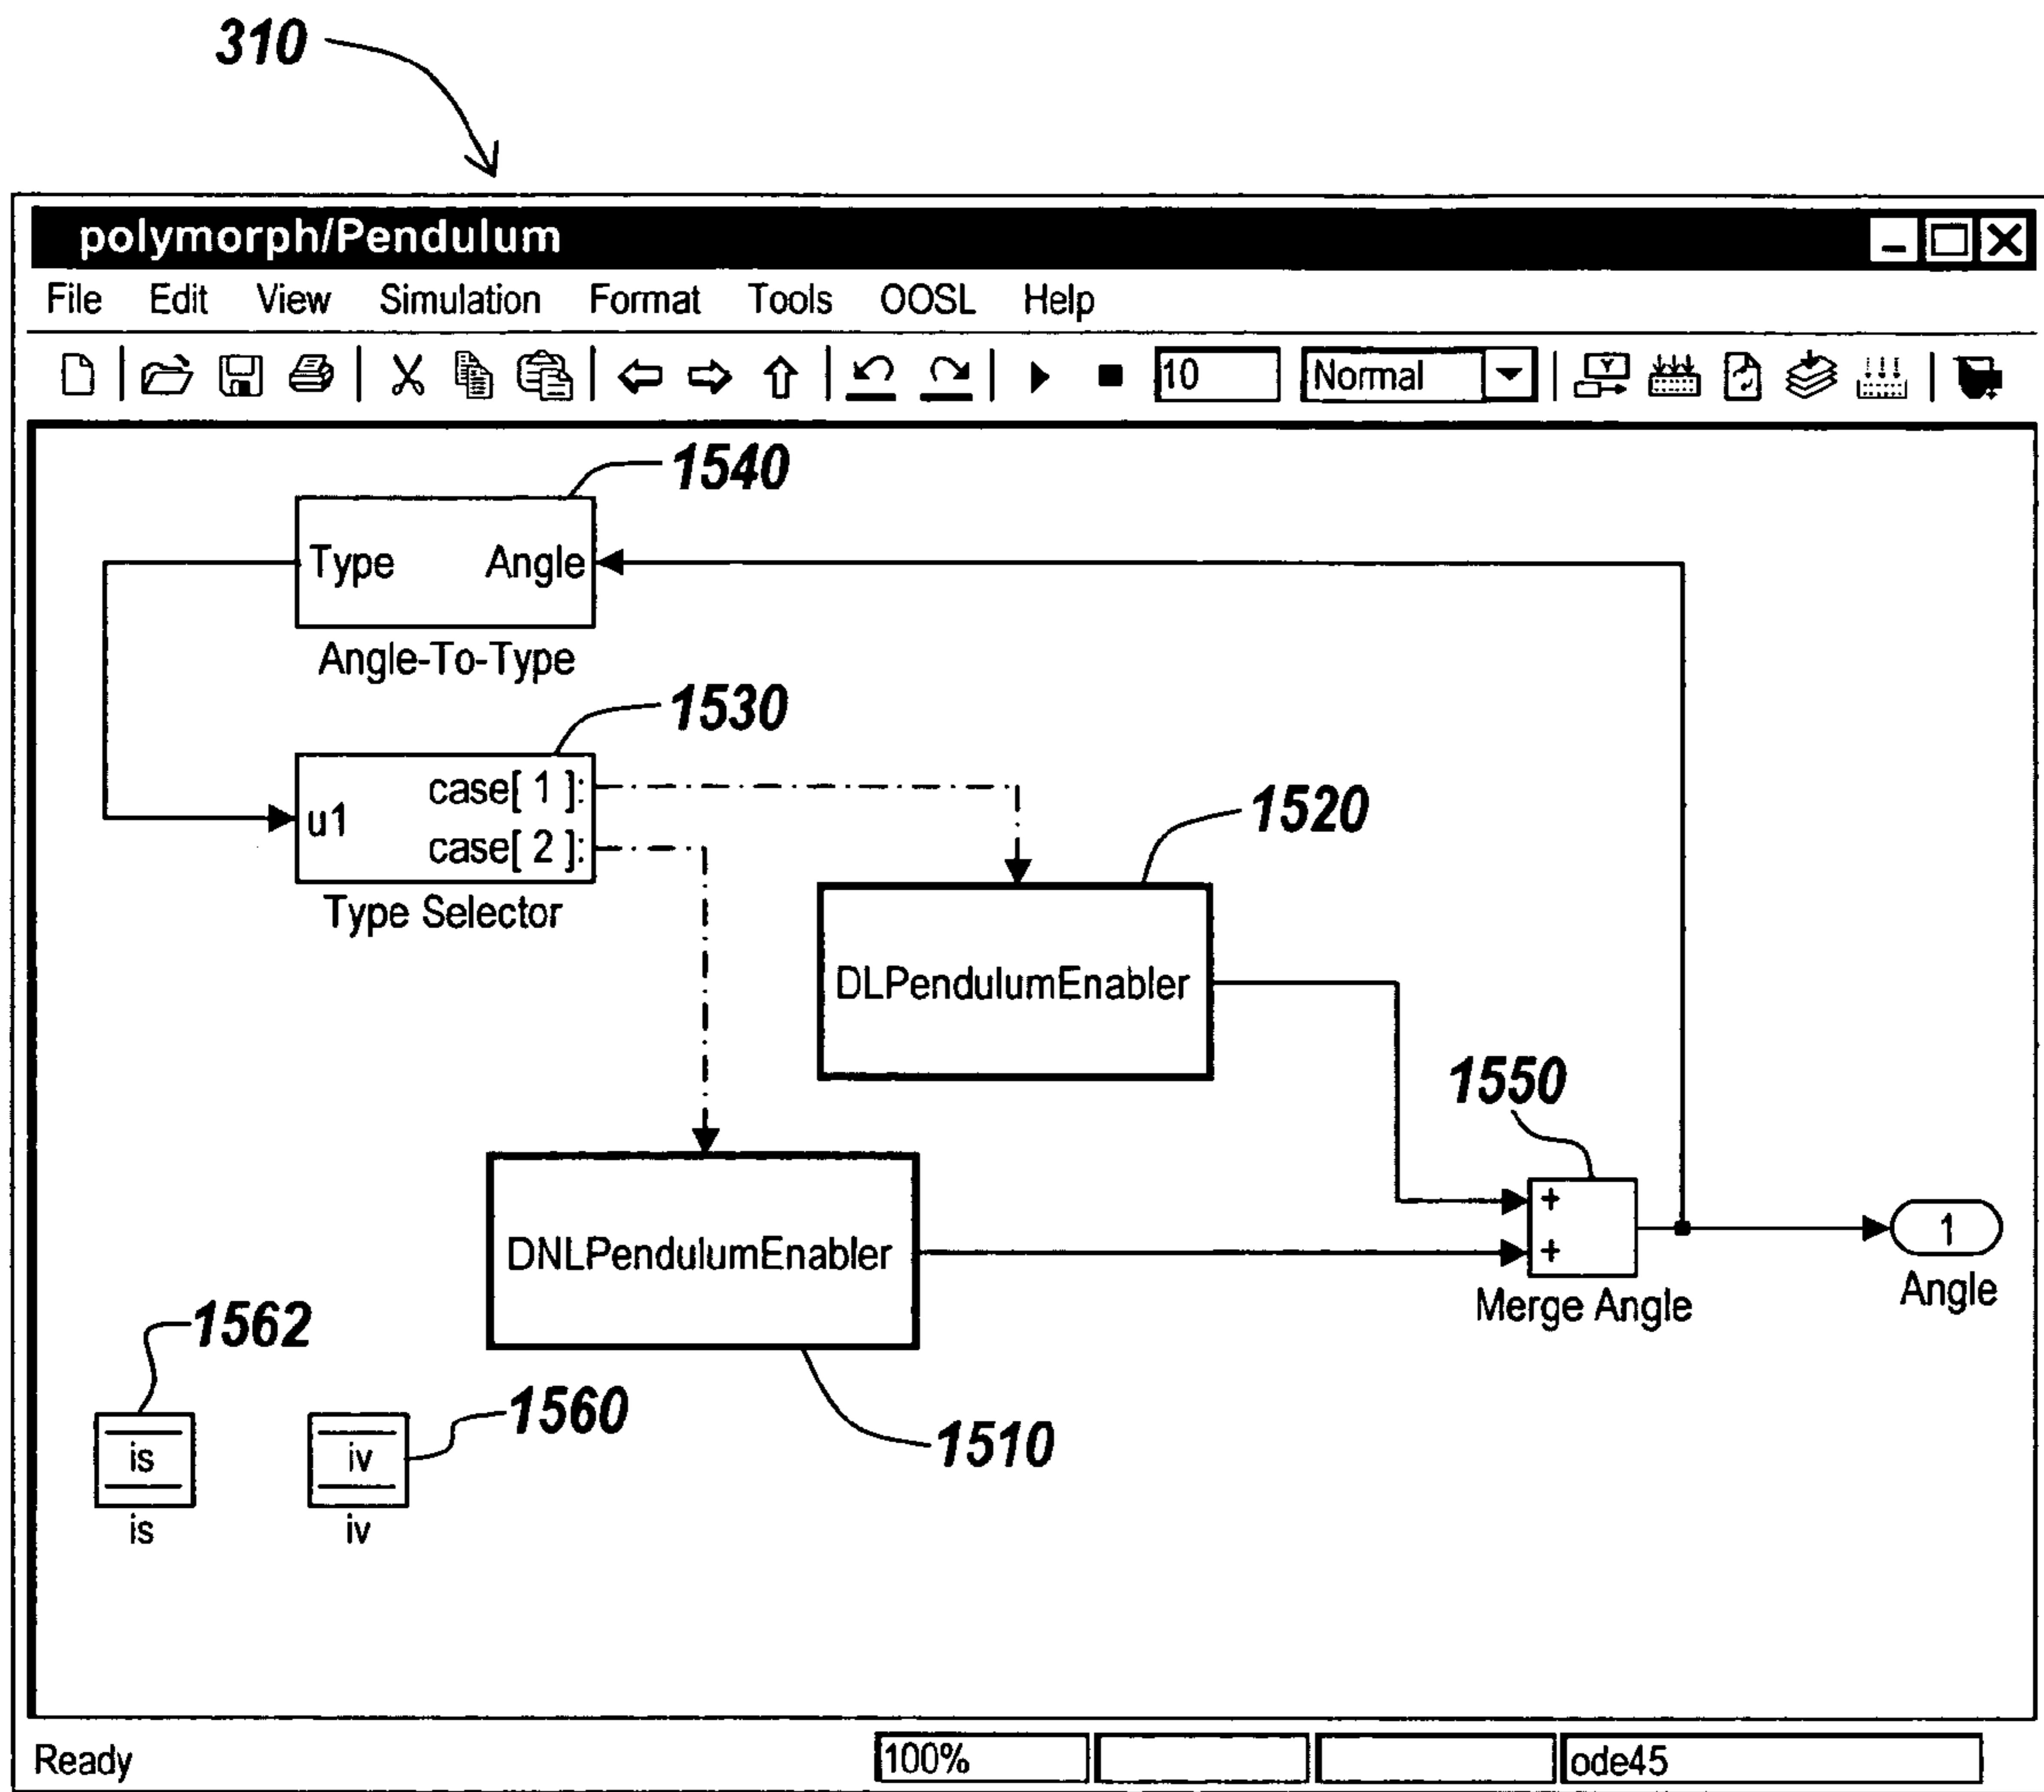 310
polymorph/Pendulum
File Edit View Simulation Format Tools OOSL Help
10 Normal
1540
Type Angle
Angle-To-Type
1530
case[ 1 ]:
u1
case[ 2 ]:
Type Selector
1520
DLPendulumEnabler
1550
+
+
Merge Angle
1
Angle
DNLPendulumEnabler
1510
1562
is
is
1560
iv
iv
Ready 100% ode45